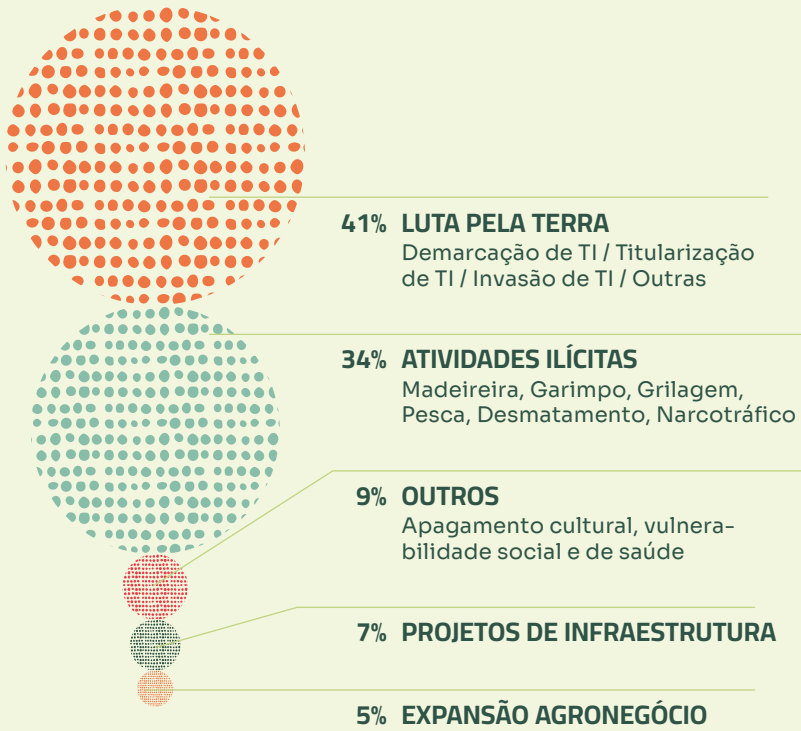 41% LUTA PELA TERRA
Demarcação de TI / Titularização
de TI / Invasão de TI / Outras
34% ATIVIDADES ILÍCITAS
Madeireira, Garimpo, Grilagem,
Pesca, Desmatamento, Narcotráfico
9% OUTROS
Apagamento cultural, vulnera-
bilidade social e de saúde
7% PROJETOS DE INFRAESTRUTURA
5% EXPANSÃO AGRONEGÓCIO